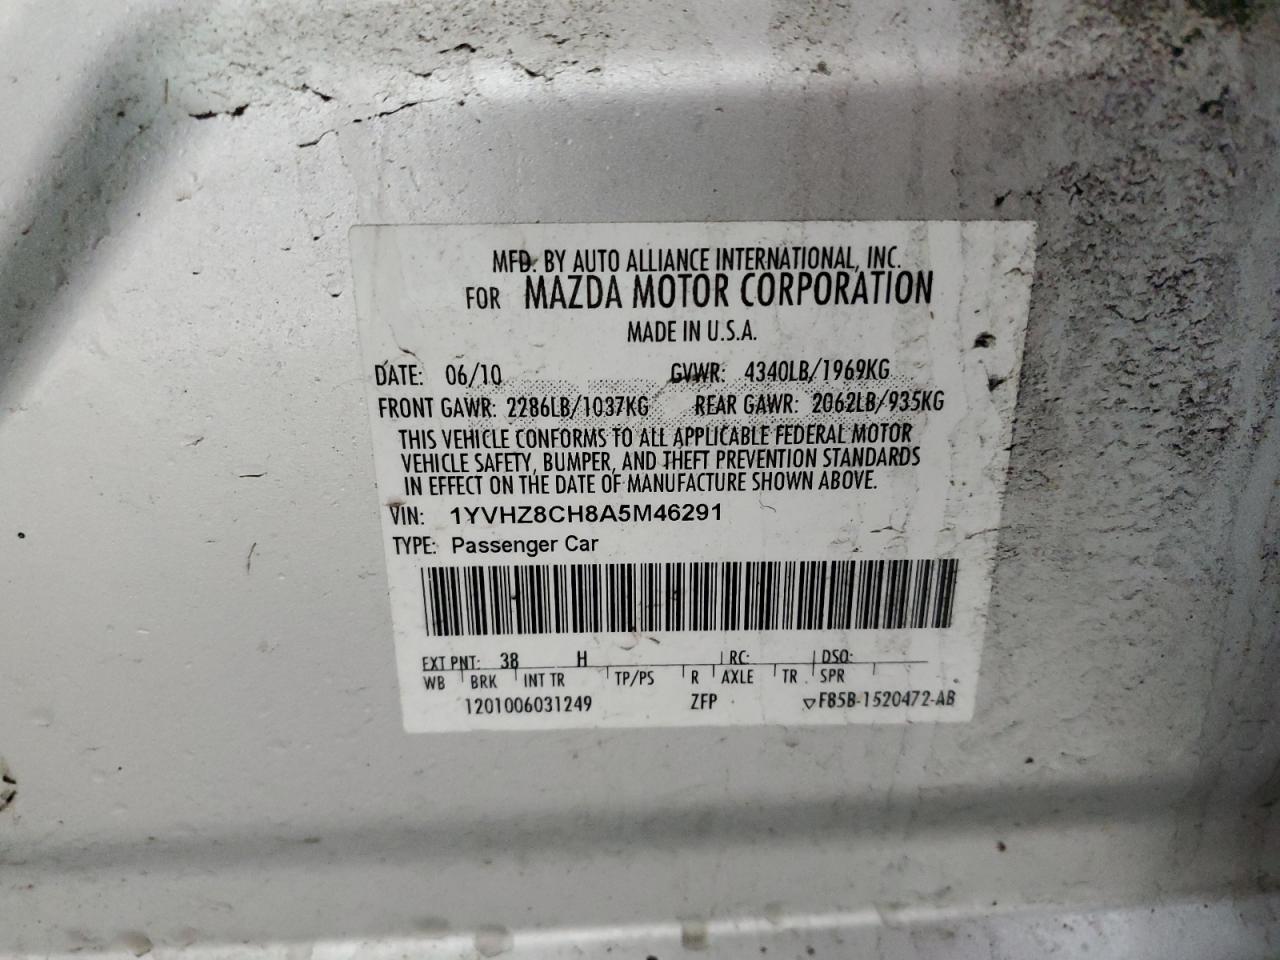 MFD. BY AUTO ALLIANCE INTERNATIONAL, INC.
FOR MAZDA MOTOR CORPORATION
MADE IN U.S.A.
DATE: 06/10 GVWR: 4340LB/1969KG
FRONT GAWR: 2286LB/1037KG REAR GAWR: 2062LB/935KG
THIS VEHICLE CONFORMS TO ALL APPLICABLE FEDERAL MOTOR
VEHICLE SAFETY, BUMPER, AND THEFT PREVENTION STANDARDS
IN EFFECT ON THE DATE OF MANUFACTURE SHOWN ABOVE.
VIN: 1YVHZ8CH8A5M46291
TYPE: Passenger Car
EXT PNT: 38 H RC: DSO:
WB BRK INT TR TP/PS R AXLE TR SPR
1201006031249 ZFP ▽F85B-1520472-AB